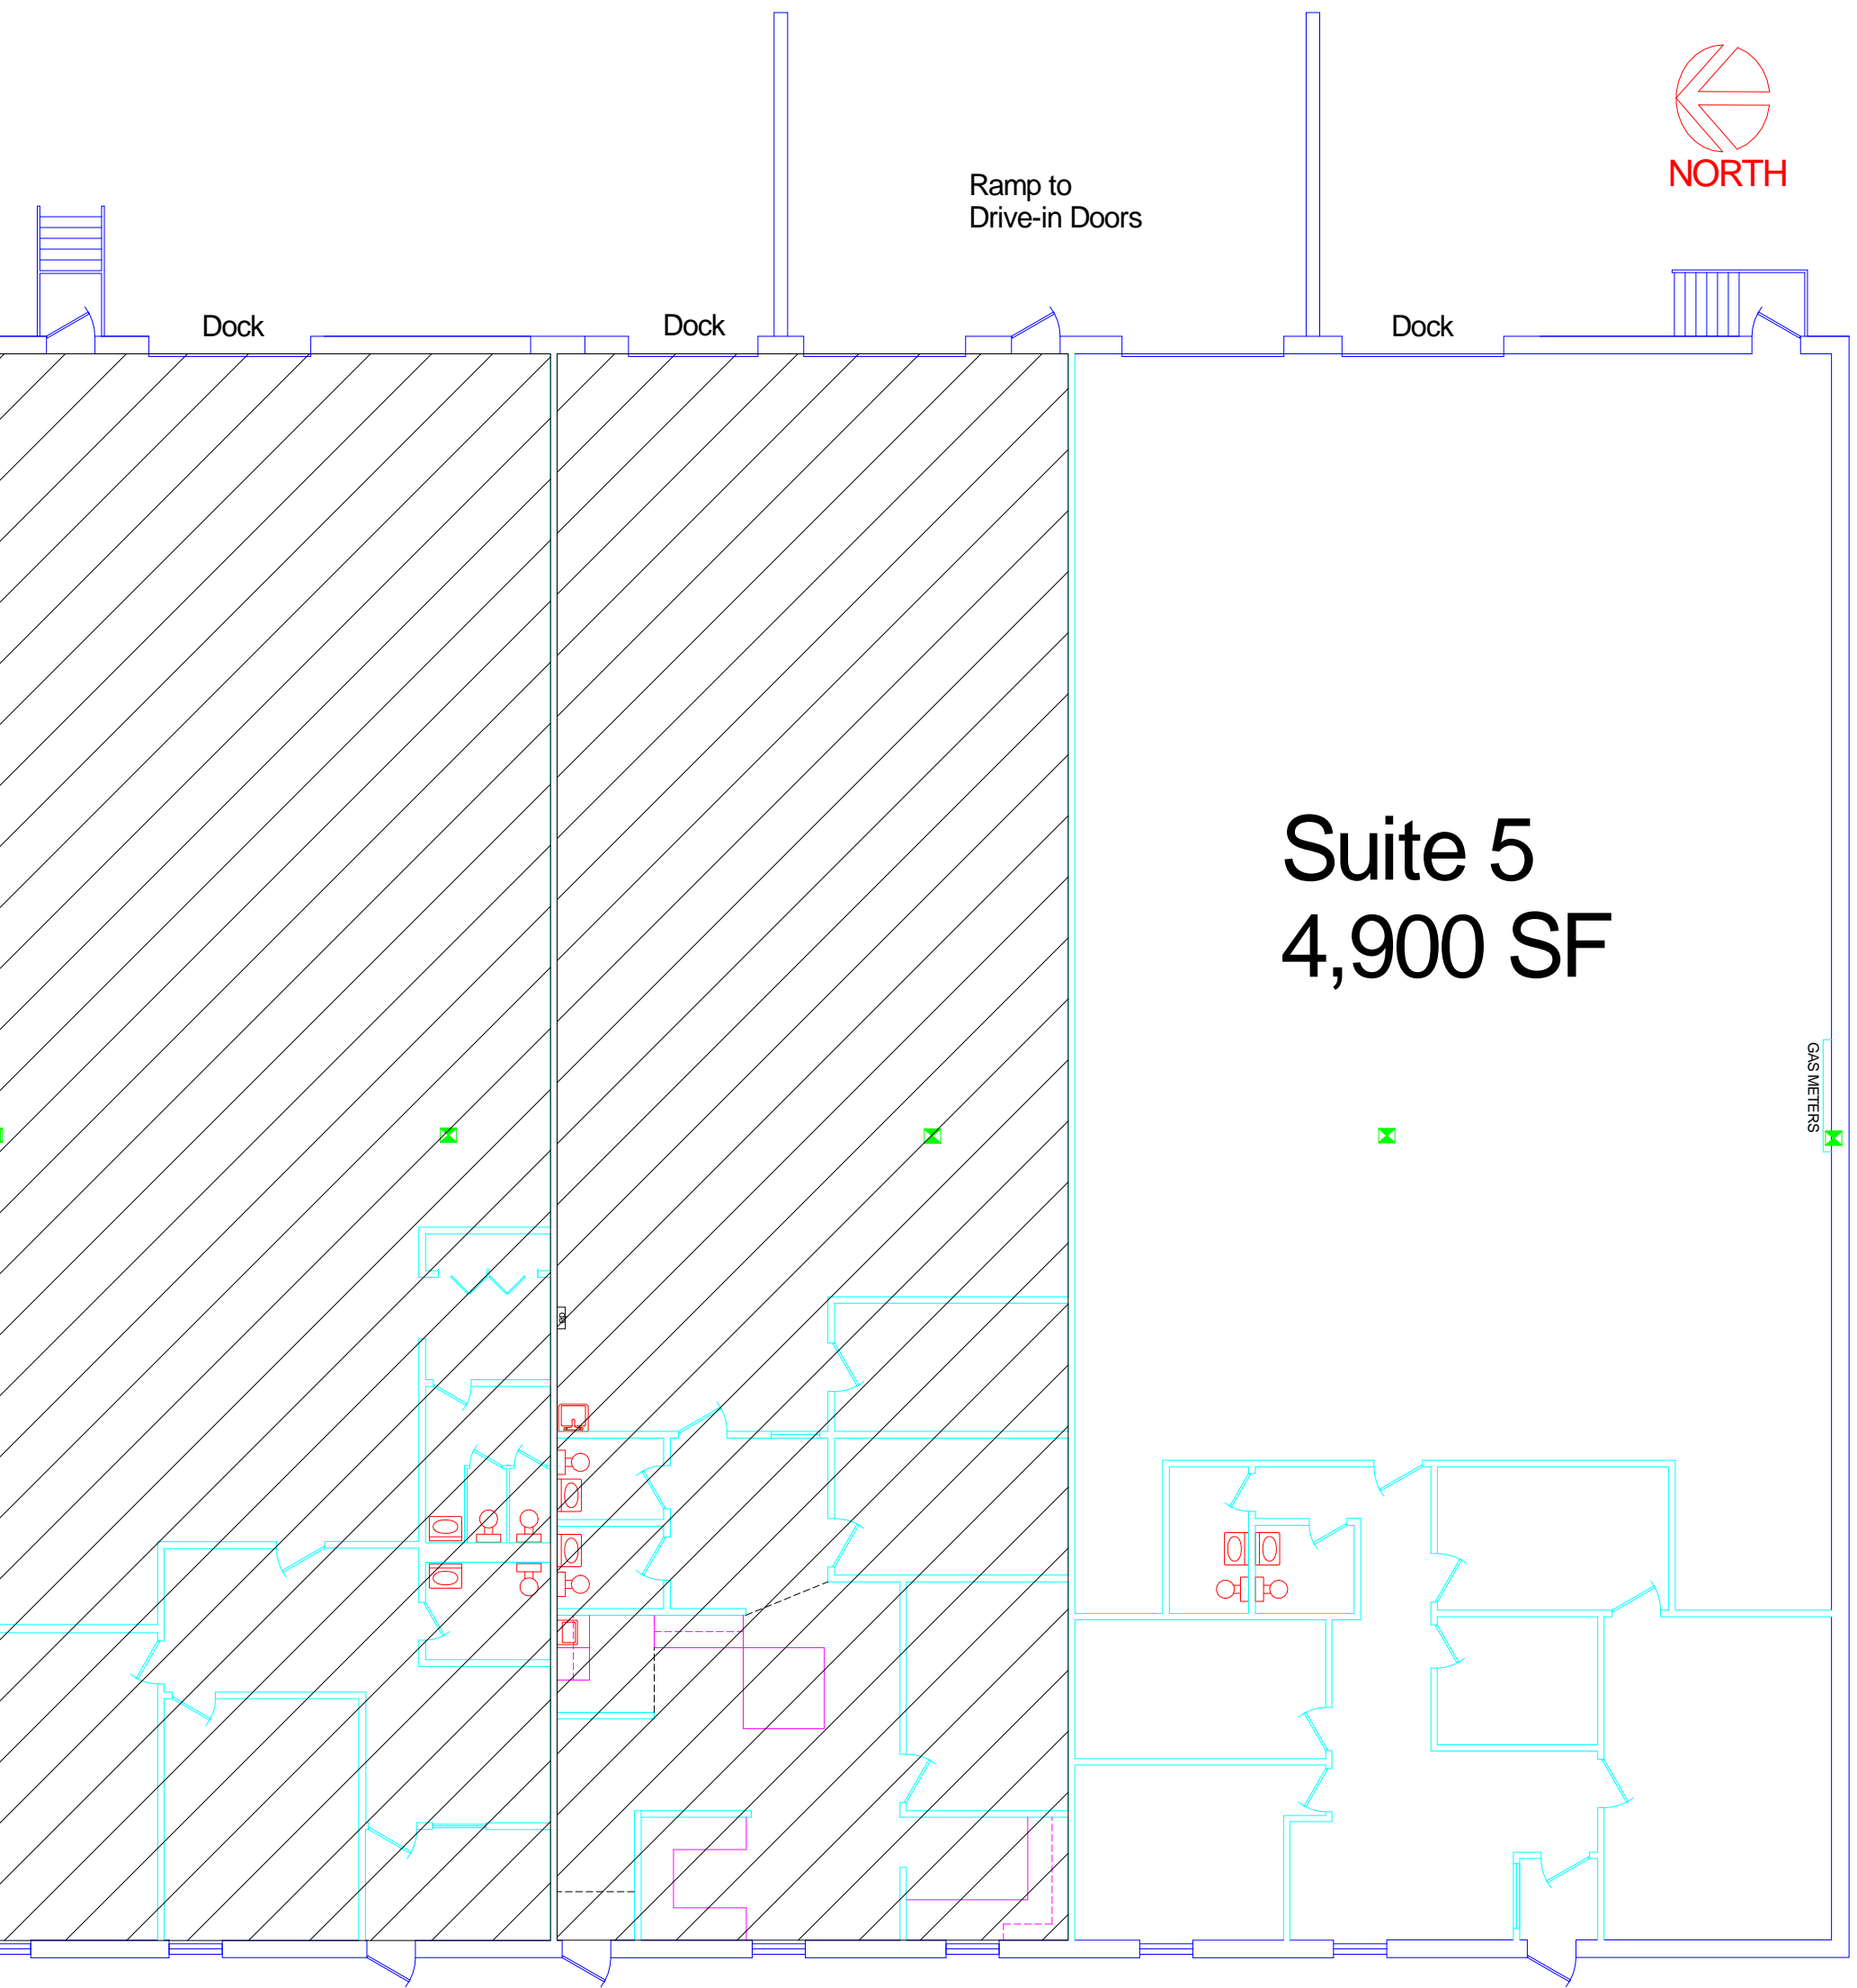 NORTH
Ramp to
Drive-in Doors
Dock
Dock
Dock
Suite 5
4,900 SF
GAS METERS